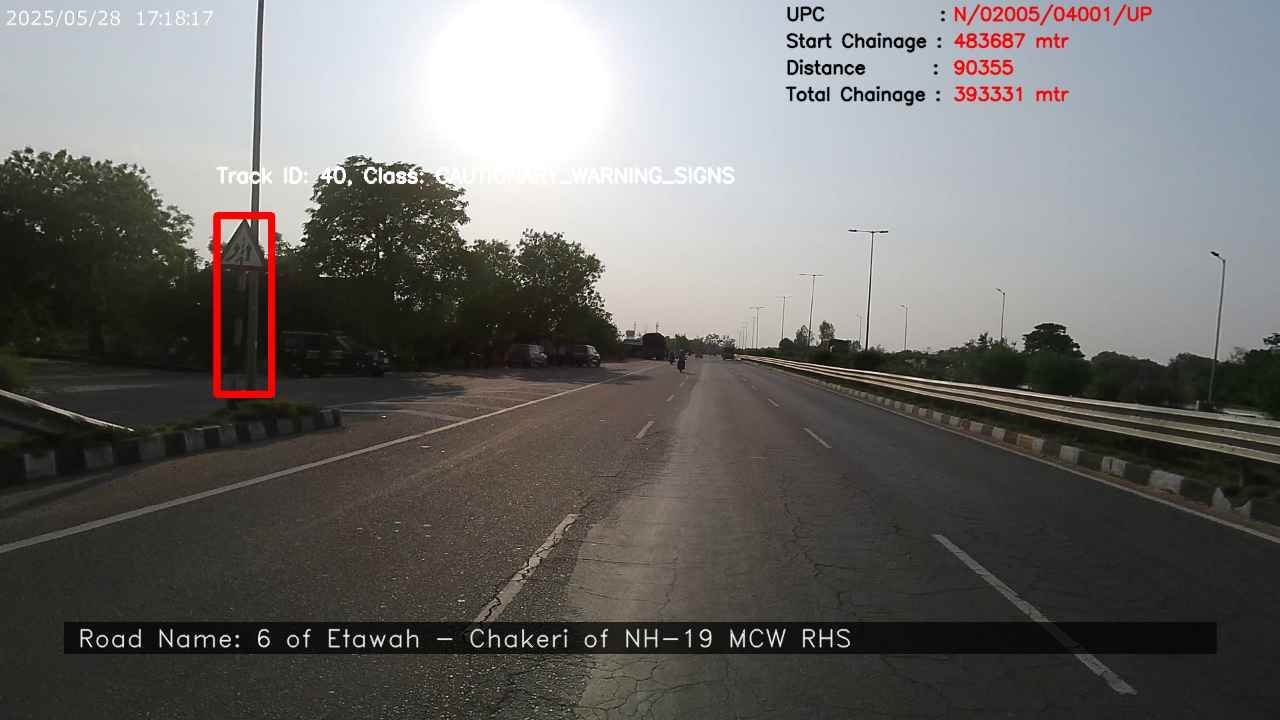 2025/05/28 17:18:17
UPC : N/02005/04001/UP
Start Chainage : 483687 mtr
Distance : 90355
Total Chainage : 393331 mtr
Track ID: 40, Class: CAUTIONARY_WARNING_SIGNS
Road Name: 6 of Etawah - Chakeri of NH-19 MCW RHS